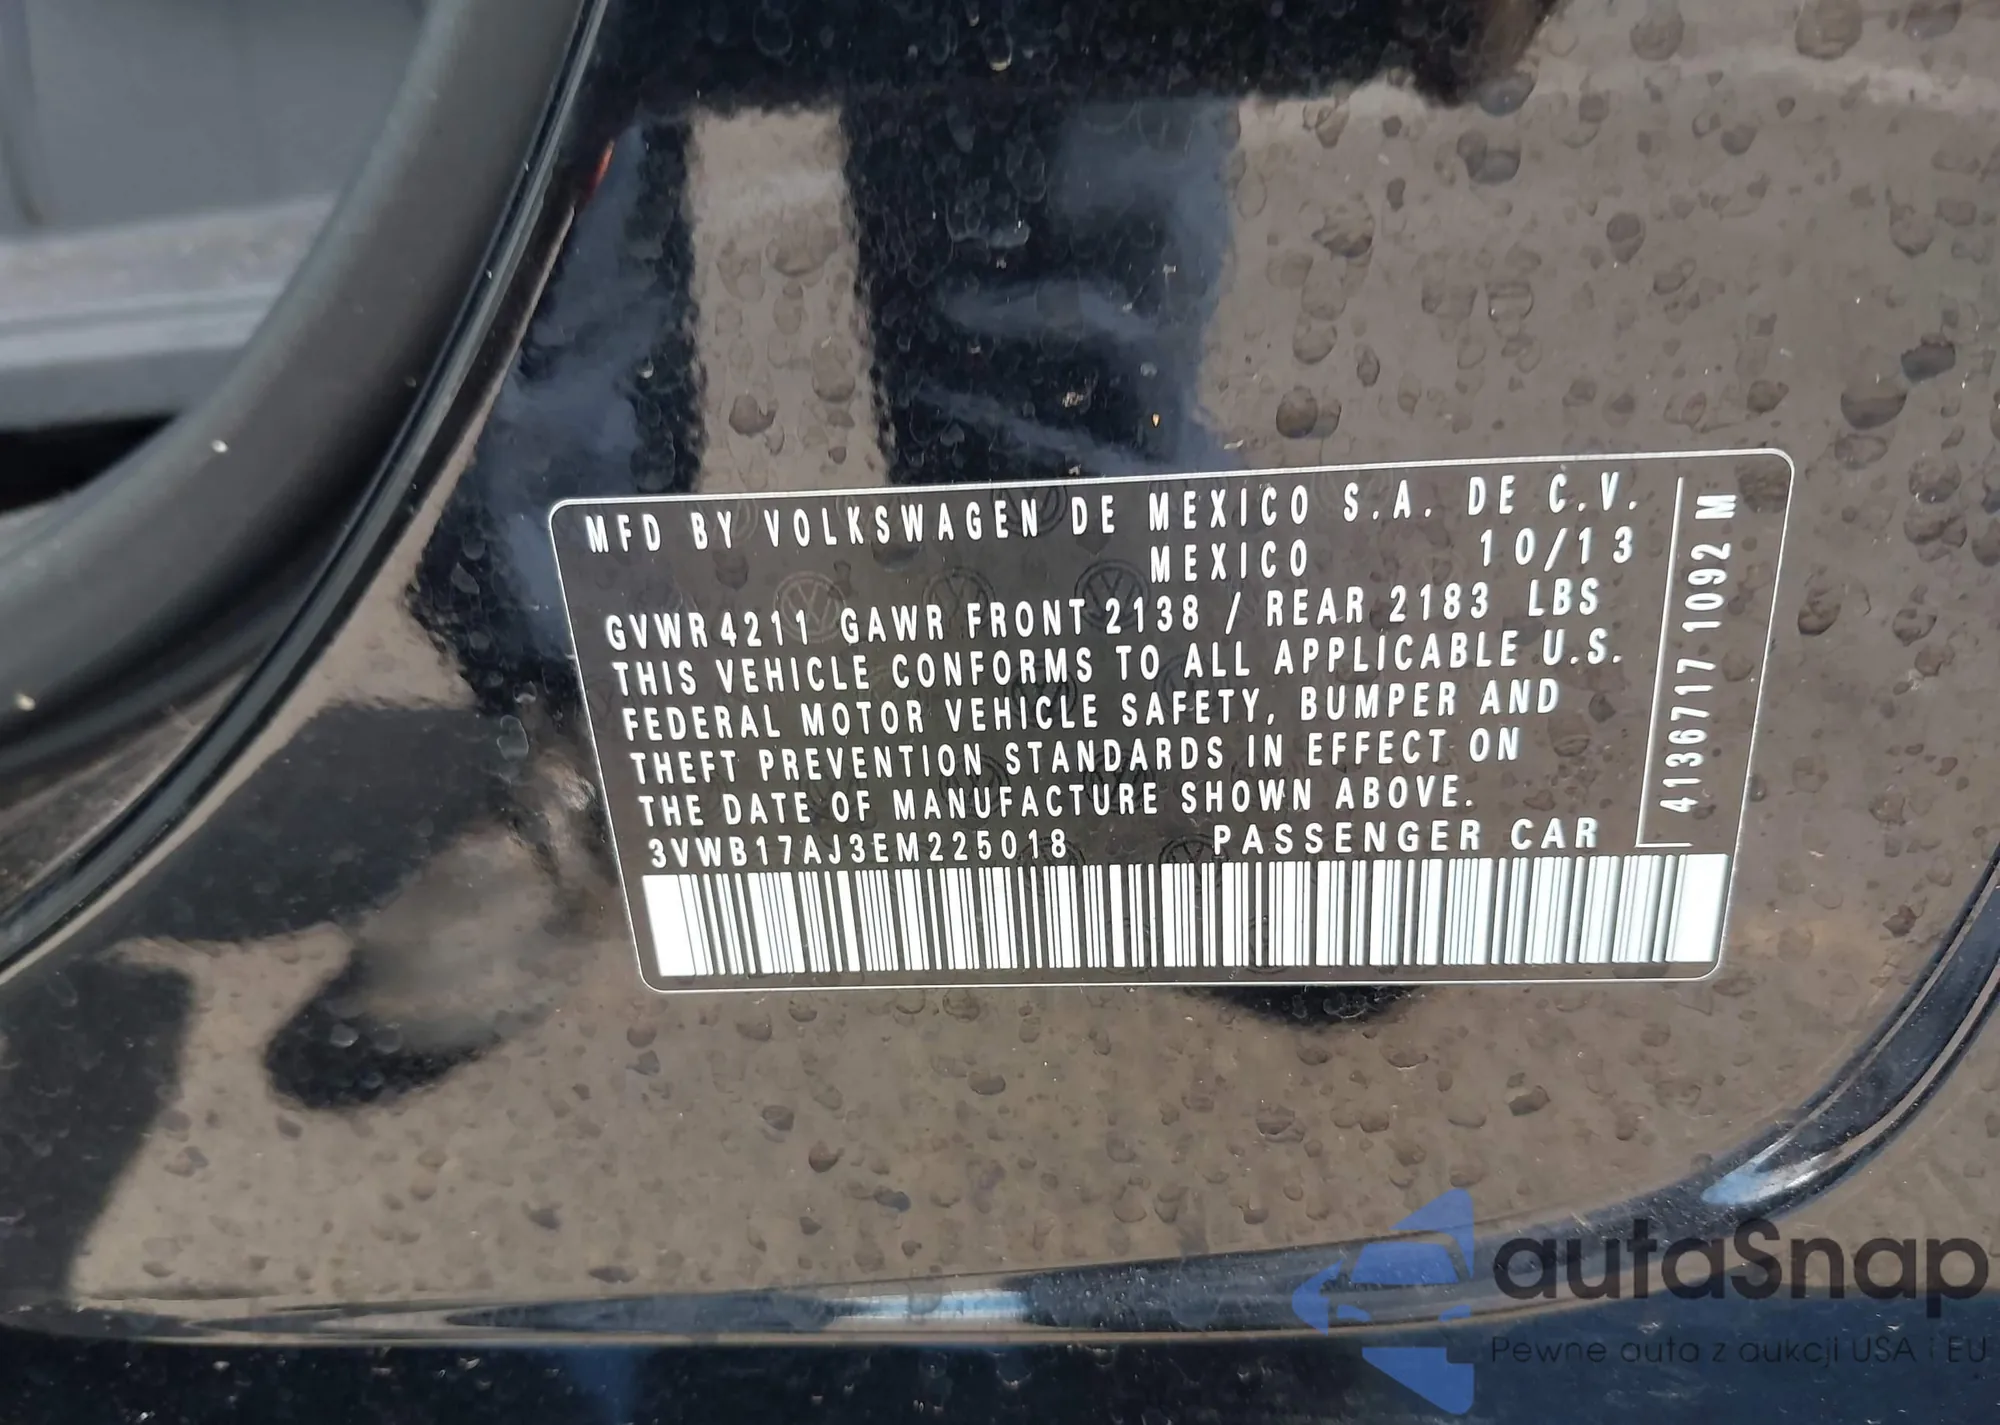 MFD BY VOLKSWAGEN DE MEXICO S.A. DE C.V.
MEXICO 10/13
GVWR 4211 GAWR FRONT 2138 / REAR 2183 LBS
THIS VEHICLE CONFORMS TO ALL APPLICABLE U.S.
FEDERAL MOTOR VEHICLE SAFETY, BUMPER AND
THEFT PREVENTION STANDARDS IN EFFECT ON
THE DATE OF MANUFACTURE SHOWN ABOVE.
3VWB17AJ3EM225018 PASSENGER CAR
4136717 1092 M
autaSnap
Pewne auta z aukcji USA i EU